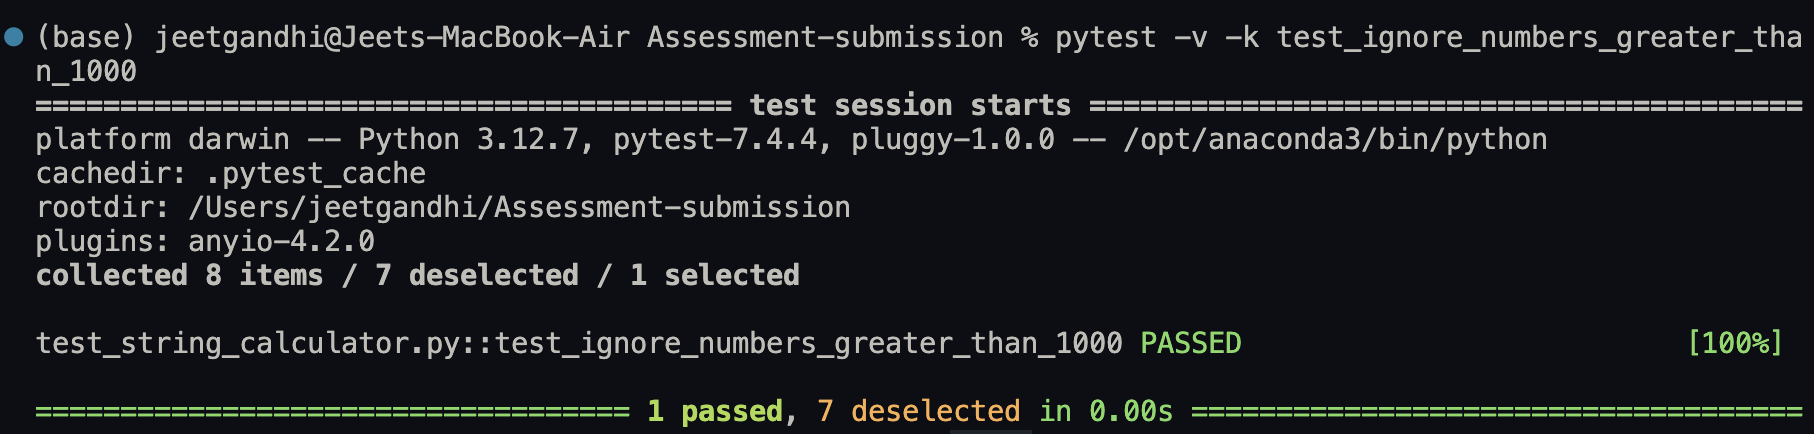 (base) jeetgandhi@Jeets-MacBook-Air Assessment-submission % pytest -v -k test_ignore_numbers_greater_tha
n_1000
========================================= test session starts ==========================================
platform darwin -- Python 3.12.7, pytest-7.4.4, pluggy-1.0.0 -- /opt/anaconda3/bin/python
cachedir: .pytest_cache
rootdir: /Users/jeetgandhi/Assessment-submission
plugins: anyio-4.2.0
collected 8 items / 7 deselected / 1 selected
test_string_calculator.py::test_ignore_numbers_greater_than_1000 PASSED [100%]
=================================== 1 passed, 7 deselected in 0.00s ====================================